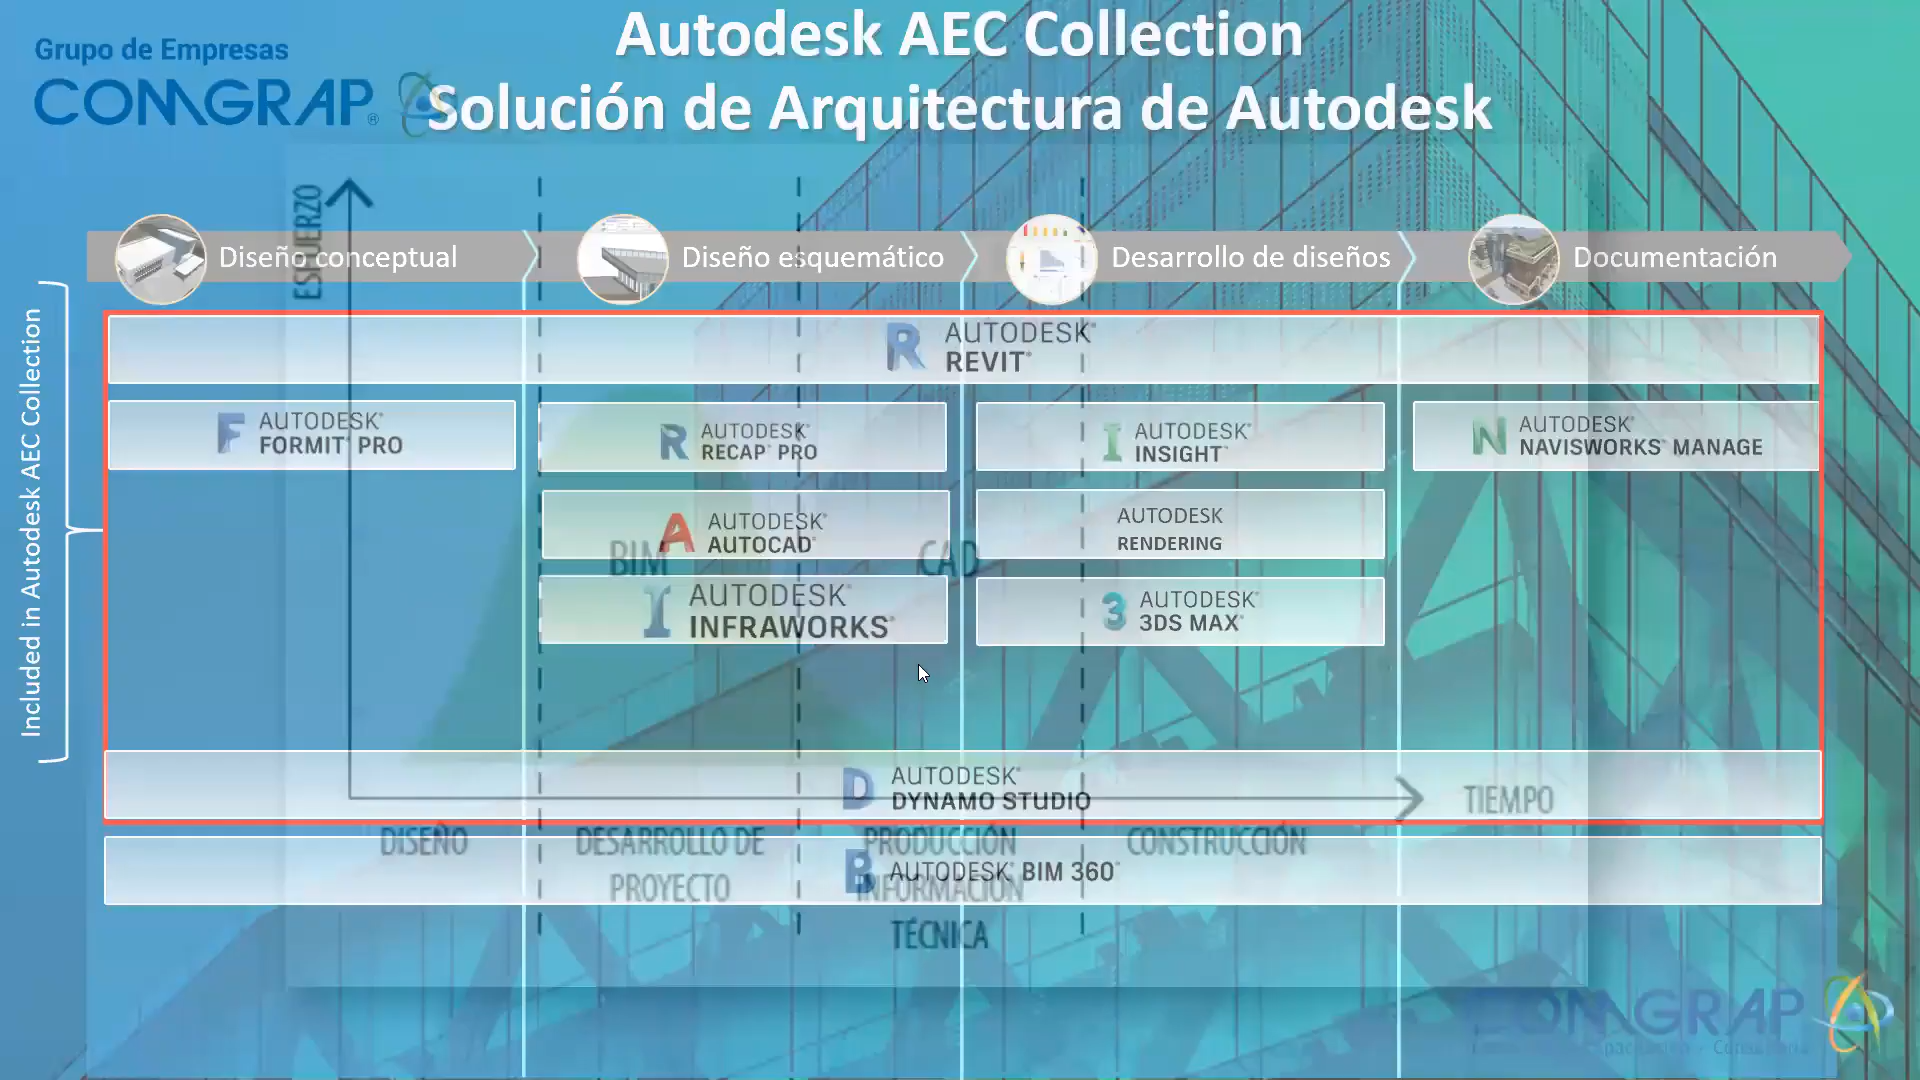 Autodesk AEC Collection
Solución de Arquitectura de Autodesk
Grupo de Empresas
COMGRAP®
ESFUERZO
Diseño conceptual
Diseño esquemático
Desarrollo de diseños
Documentación
Included in Autodesk AEC Collection
AUTODESK®
REVIT®
AUTODESK®
FORMIT® PRO
AUTODESK®
RECAP® PRO
AUTODESK®
INSIGHT™
AUTODESK®
NAVISWORKS® MANAGE
AUTODESK®
AUTOCAD®
AUTODESK
RENDERING
BIM
CAD
AUTODESK®
INFRAWORKS®
AUTODESK®
3DS MAX®
AUTODESK®
DYNAMO STUDIO
TIEMPO
DISEÑO
DESARROLLO DE
PROYECTO
PRODUCCIÓN
INFORMACIÓN
TÉCNICA
CONSTRUCCIÓN
AUTODESK® BIM 360™
COMGRAP